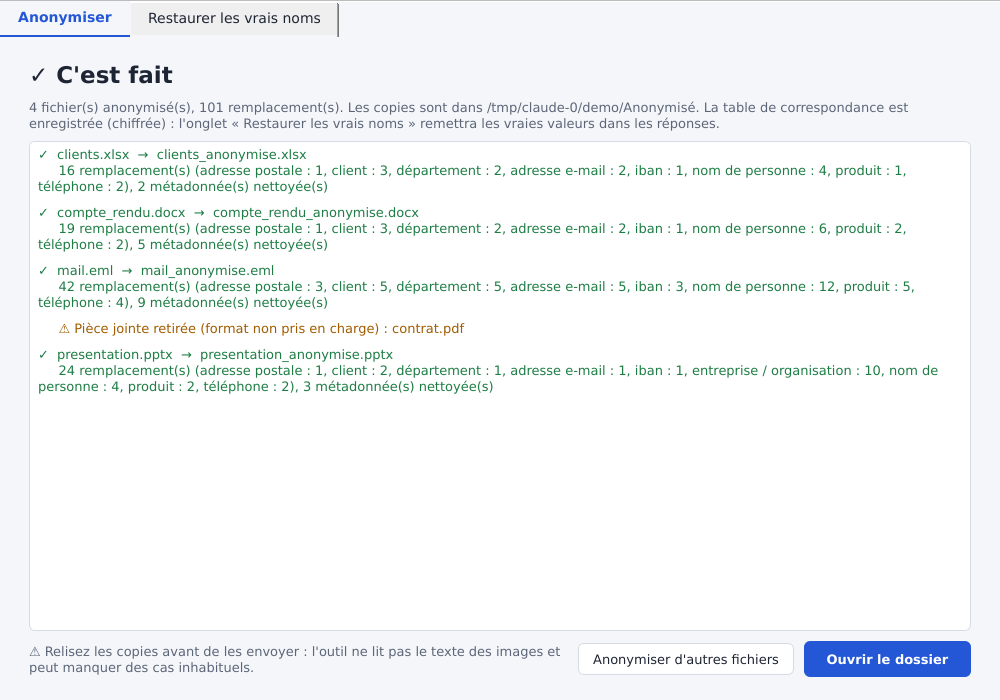 Anonymiser
Restaurer les vrais noms
✓ C'est fait
4 fichier(s) anonymisé(s), 101 remplacement(s). Les copies sont dans /tmp/claude-0/demo/Anonymisé. La table de correspondance est
enregistrée (chiffrée) : l'onglet « Restaurer les vrais noms » remettra les vraies valeurs dans les réponses.
✓ clients.xlsx → clients_anonymise.xlsx
16 remplacement(s) (adresse postale : 1, client : 3, département : 2, adresse e-mail : 2, iban : 1, nom de personne : 4, produit : 1,
téléphone : 2), 2 métadonnée(s) nettoyée(s)
✓ compte_rendu.docx → compte_rendu_anonymise.docx
19 remplacement(s) (adresse postale : 1, client : 3, département : 2, adresse e-mail : 2, iban : 1, nom de personne : 6, produit : 2,
téléphone : 2), 5 métadonnée(s) nettoyée(s)
✓ mail.eml → mail_anonymise.eml
42 remplacement(s) (adresse postale : 3, client : 5, département : 5, adresse e-mail : 5, iban : 3, nom de personne : 12, produit : 5,
téléphone : 4), 9 métadonnée(s) nettoyée(s)
⚠ Pièce jointe retirée (format non pris en charge) : contrat.pdf
✓ presentation.pptx → presentation_anonymise.pptx
24 remplacement(s) (adresse postale : 1, client : 2, département : 1, adresse e-mail : 1, iban : 1, entreprise / organisation : 10, nom de
personne : 4, produit : 2, téléphone : 2), 3 métadonnée(s) nettoyée(s)
⚠ Relisez les copies avant de les envoyer : l'outil ne lit pas le texte des images et
peut manquer des cas inhabituels.
Anonymiser d'autres fichiers
Ouvrir le dossier